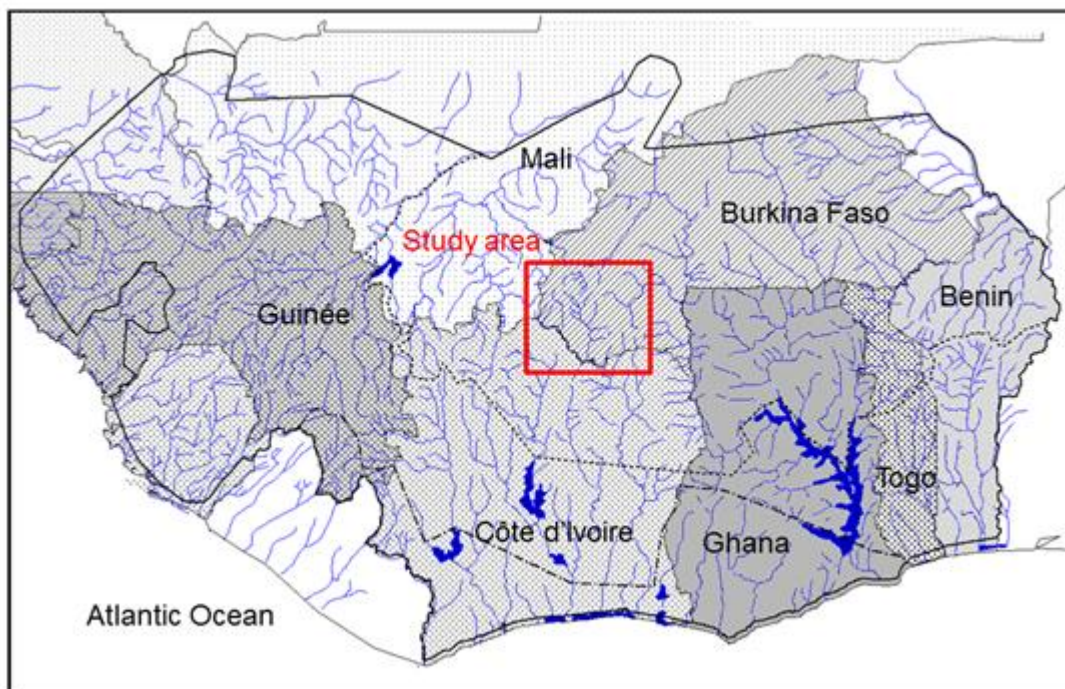 Mali
Burkina Faso
Study area
Benin
Guinée
Togo
Côte d'Ivoire
Ghana
Atlantic Ocean